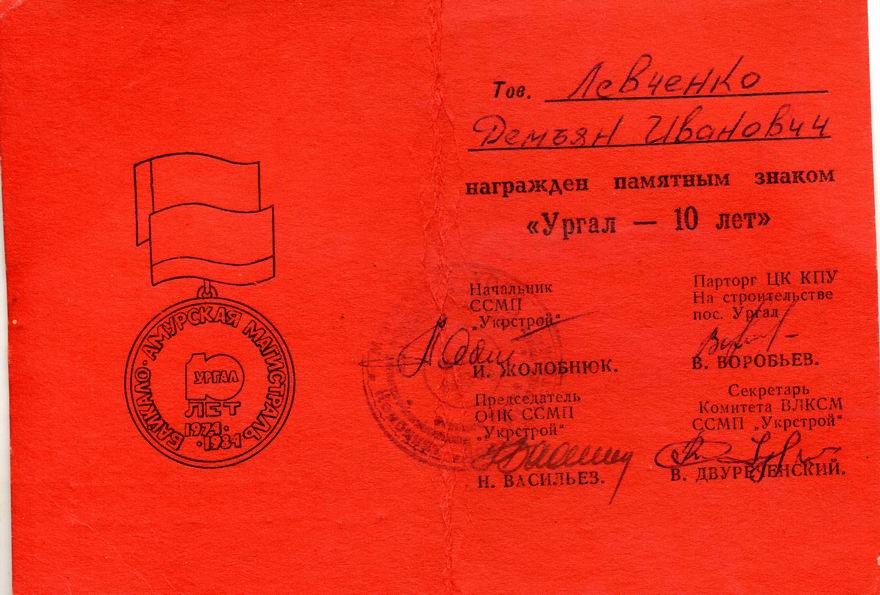 БАЙКАЛО-АМУРСКАЯ МАГИСТРАЛЬ
10
УРГАЛ
ЛЕТ
1974-
·1984
Тов. Левченко
Демьян Иванович
награжден памятным знаком
«Ургал — 10 лет»
Начальник
ССМП
„Укрстрой“
И. ЖОЛОБНЮК.
Парторг ЦК КПУ
На строительстве
пос. Ургал
В. ВОРОБЬЕВ.
Председатель
ОПК ССМП
„Укрстрой“
Н. ВАСИЛЬЕВ.
Секретарь
Комитета ВЛКСМ
ССМП „Укрстрой“
В. ДВУРЕЧЕНСКИЙ.